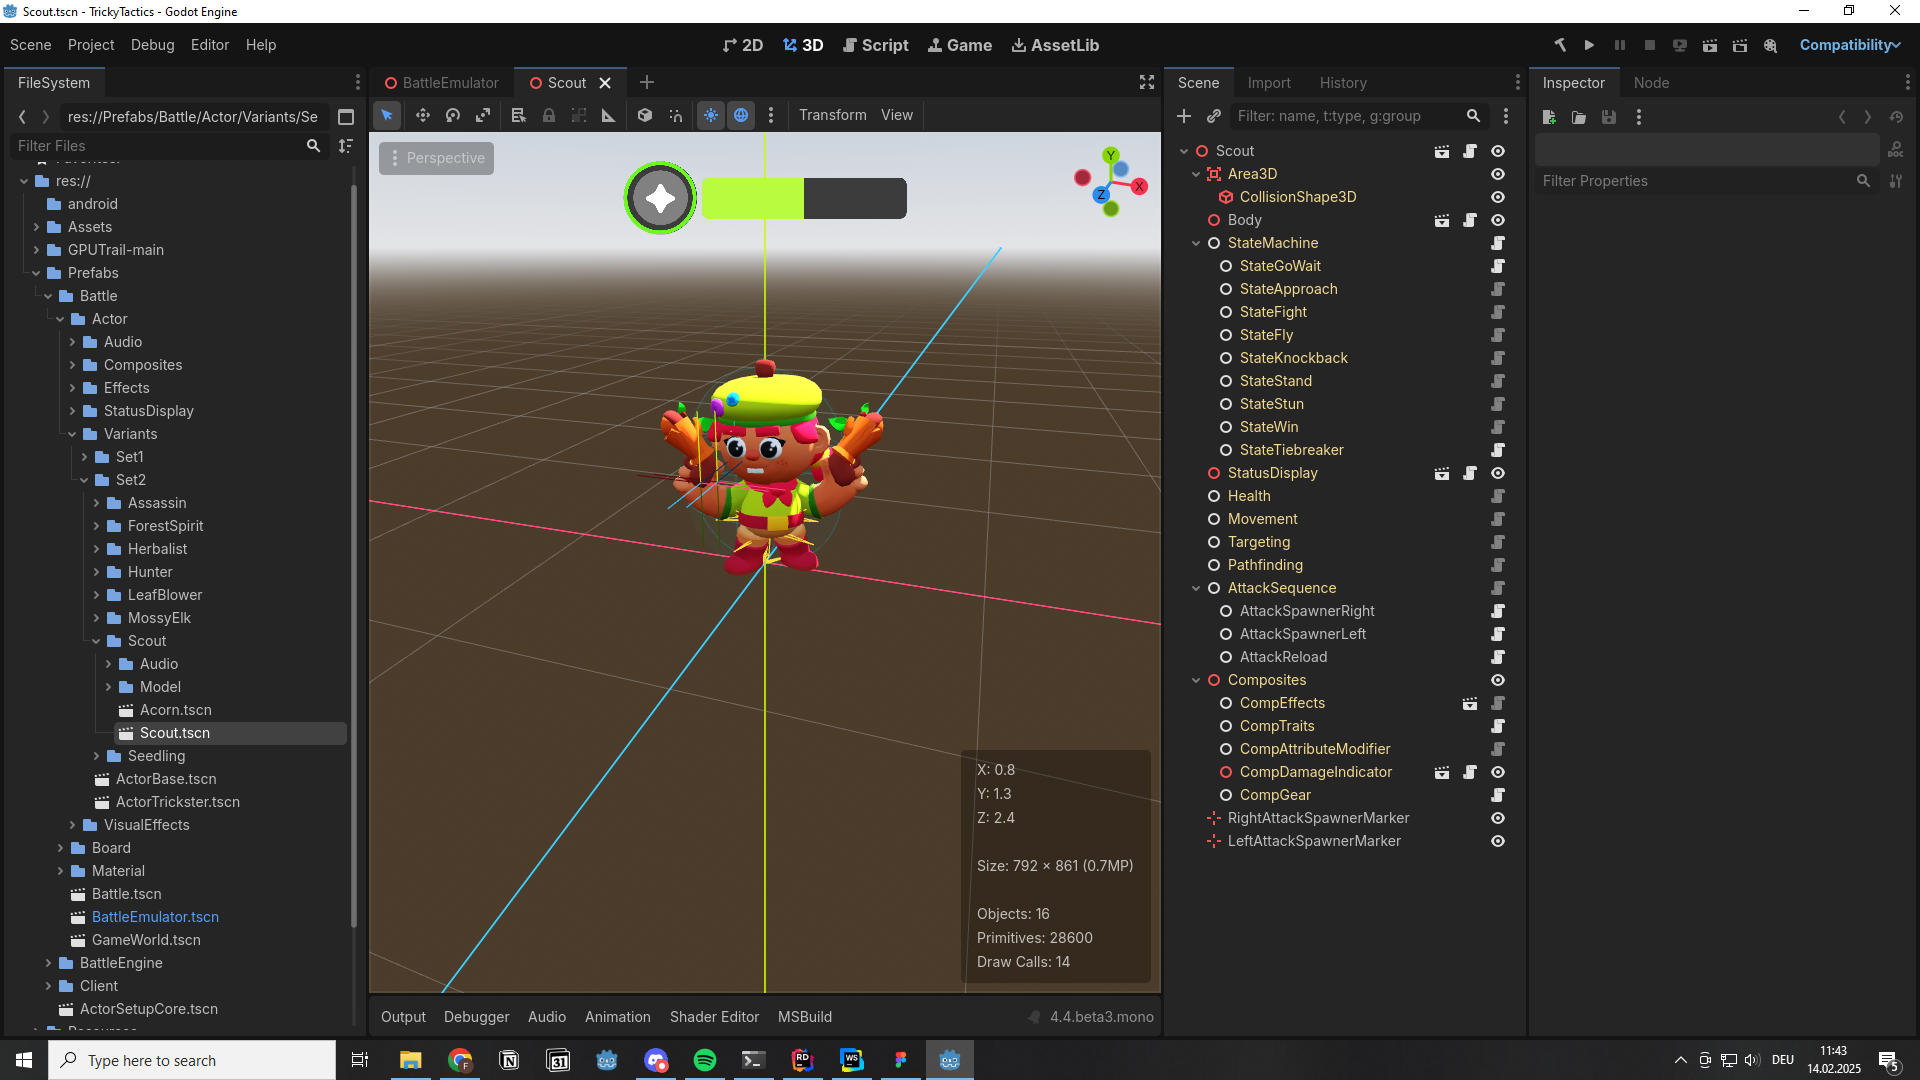 Scout.tscn - TrickyTactics - Godot Engine
Scene Project Debug Editor Help
2D 3D Script Game AssetLib
Compatibility
FileSystem
res://Prefabs/Battle/Actor/Variants/Se
Filter Files
Favorites:
res://
android
Assets
GPUTrail-main
Prefabs
Battle
Actor
Audio
Composites
Effects
StatusDisplay
Variants
Set1
Set2
Assassin
ForestSpirit
Herbalist
Hunter
LeafBlower
MossyElk
Scout
Audio
Model
Acorn.tscn
Scout.tscn
Seedling
ActorBase.tscn
ActorTrickster.tscn
VisualEffects
Board
Material
Battle.tscn
BattleEmulator.tscn
GameWorld.tscn
BattleEngine
Client
ActorSetupCore.tscn
Resources
BattleEmulator Scout
Transform View
Perspective
Y
X
Z
X: 0.8
Y: 1.3
Z: 2.4
Size: 792 × 861 (0.7MP)
Objects: 16
Primitives: 28600
Draw Calls: 14
Output Debugger Audio Animation Shader Editor MSBuild
4.4.beta3.mono
Scene Import History
Filter: name, t:type, g:group
Scout
Area3D
CollisionShape3D
Body
StateMachine
StateGoWait
StateApproach
StateFight
StateFly
StateKnockback
StateStand
StateStun
StateWin
StateTiebreaker
StatusDisplay
Health
Movement
Targeting
Pathfinding
AttackSequence
AttackSpawnerRight
AttackSpawnerLeft
AttackReload
Composites
CompEffects
CompTraits
CompAttributeModifier
CompDamageIndicator
CompGear
RightAttackSpawnerMarker
LeftAttackSpawnerMarker
Inspector Node
DOC
Filter Properties
Type here to search
31
F
RD
WS
DEU
11:43
14.02.2025
5